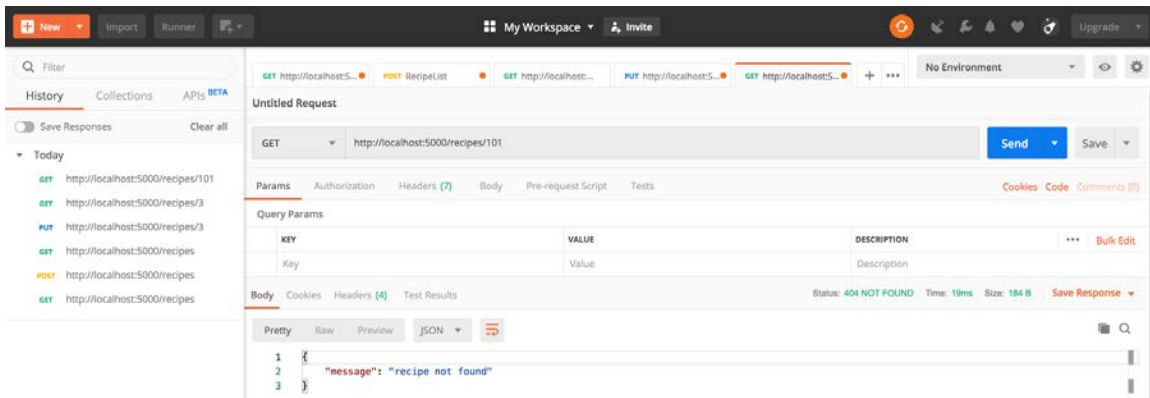 New Import Runner My Workspace Invite Upgrade
Filter
History Collections APIs BETA
Save Responses Clear all
Today
GET http://localhost:5000/recipes/101
GET http://localhost:5000/recipes/3
PUT http://localhost:5000/recipes/3
GET http://localhost:5000/recipes
POST http://localhost:5000/recipes
GET http://localhost:5000/recipes
GET http://localhost:5... POST RecipeList GET http://localhost:... PUT http://localhost:5... GET http://localhost:5... + ••• No Environment
Untitled Request
GET http://localhost:5000/recipes/101 Send Save
Params Authorization Headers (7) Body Pre-request Script Tests Cookies Code Comments (0)
Query Params
KEY VALUE DESCRIPTION ••• Bulk Edit
Key Value Description
Body Cookies Headers (4) Test Results Status: 404 NOT FOUND Time: 19ms Size: 184 B Save Response
Pretty Raw Preview JSON
1 {
2 "message": "recipe not found"
3 }